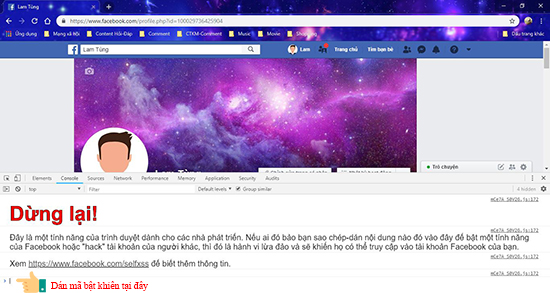 Lam Tùng
https://www.facebook.com/profile.php?id=100029736425904
Ứng dụng Mạng xã Hội Content Hỏi-Đáp Comment CTKM-Comment Music Movie Shopping Dấu trang khác
Lam Tùng Lam Trang chủ Tìm bạn bè
Lam Tùng
Trò chuyện
Elements Console Sources Network Performance Memory Application Security Audits
top Filter Default levels Group similar 4 hidden
Dừng lại!
Đây là một tính năng của trình duyệt dành cho các nhà phát triển. Nếu ai đó bảo bạn sao chép-dán nội dung nào đó vào đây để bật một tính năng
của Facebook hoặc "hack" tài khoản của người khác, thì đó là hành vi lừa đảo và sẽ khiến họ có thể truy cập vào tài khoản Facebook của bạn.
Xem https://www.facebook.com/selfxss để biết thêm thông tin.
Dán mã bật khiên tại đây